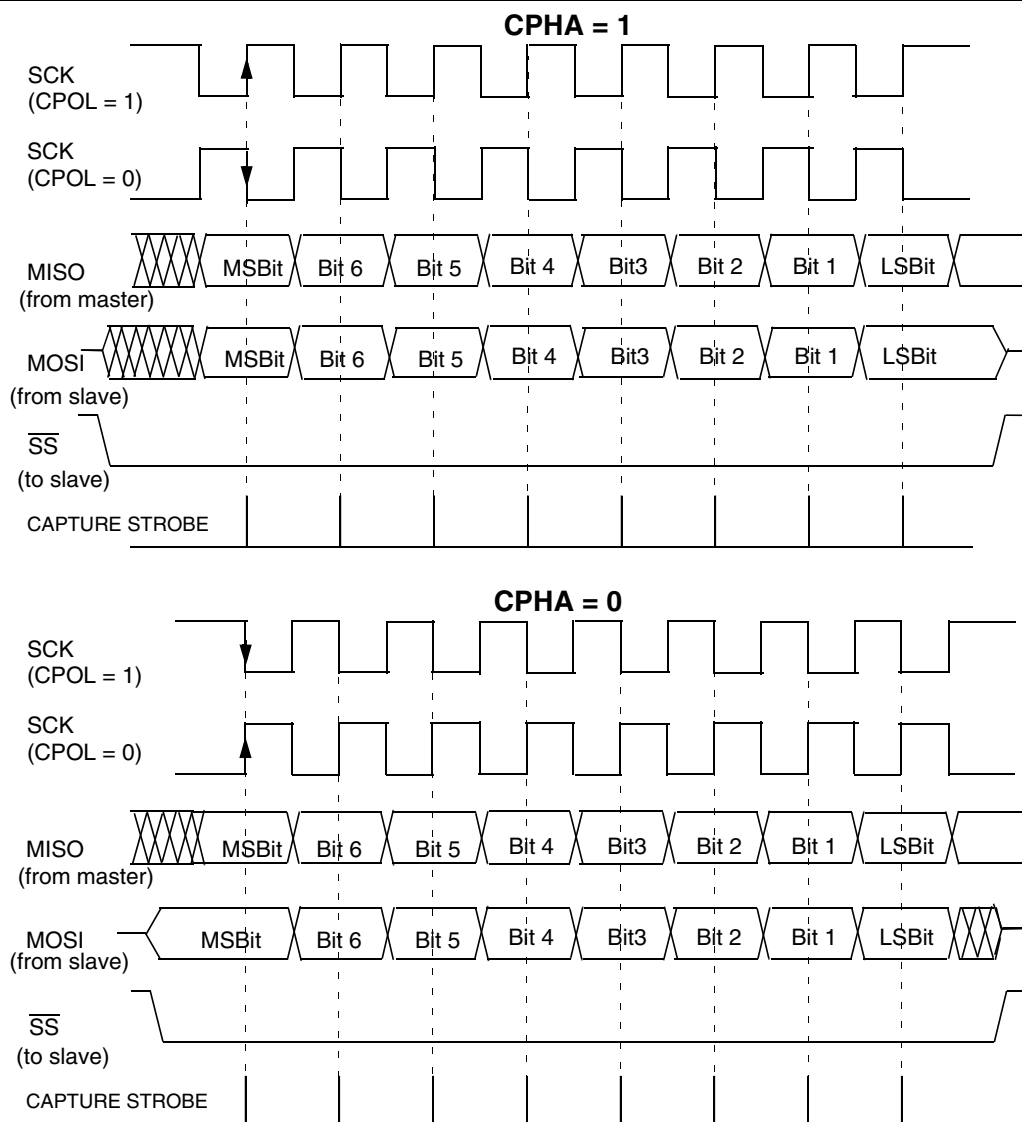 CPHA = 1
SCK
(CPOL = 1)
SCK
(CPOL = 0)
MISO
(from master)
MSBit Bit 6 Bit 5 Bit 4 Bit3 Bit 2 Bit 1 LSBit
MOSI
(from slave)
MSBit Bit 6 Bit 5 Bit 4 Bit3 Bit 2 Bit 1 LSBit
SS
(to slave)
CAPTURE STROBE
CPHA = 0
SCK
(CPOL = 1)
SCK
(CPOL = 0)
MISO
(from master)
MSBit Bit 6 Bit 5 Bit 4 Bit3 Bit 2 Bit 1 LSBit
MOSI
(from slave)
MSBit Bit 6 Bit 5 Bit 4 Bit3 Bit 2 Bit 1 LSBit
SS
(to slave)
CAPTURE STROBE